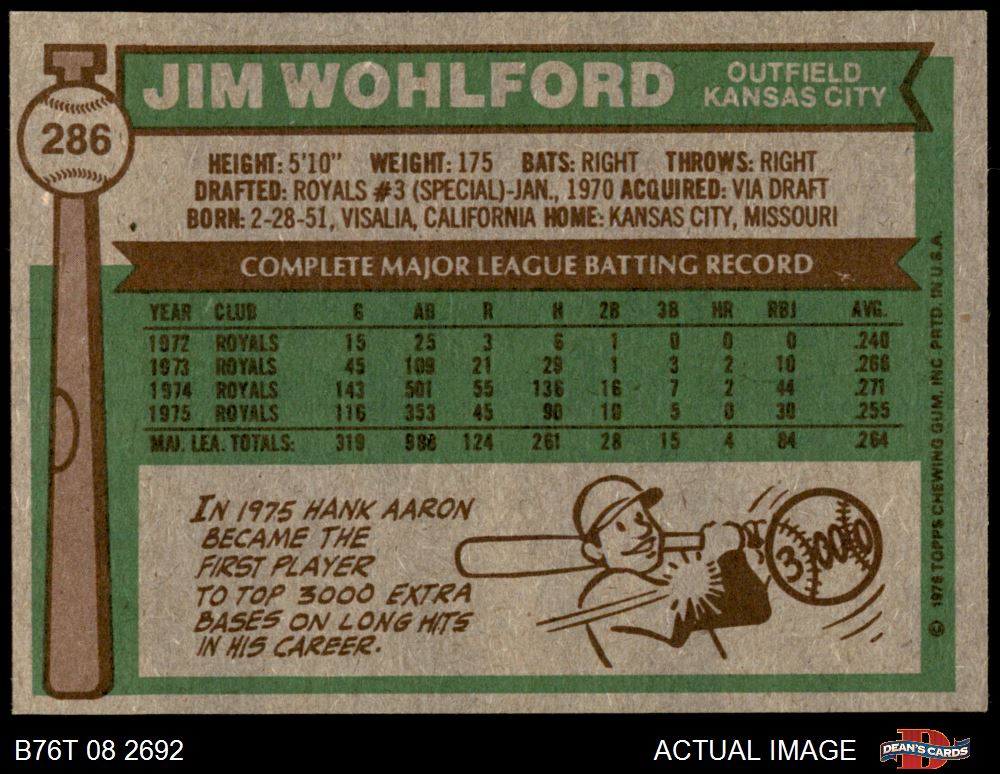 286
JIM WOHLFORD
OUTFIELD
KANSAS CITY
HEIGHT: 5'10" WEIGHT: 175 BATS: RIGHT THROWS: RIGHT
DRAFTED: ROYALS #3 (SPECIAL)-JAN., 1970 ACQUIRED: VIA DRAFT
BORN: 2-28-51, VISALIA, CALIFORNIA HOME: KANSAS CITY, MISSOURI
COMPLETE MAJOR LEAGUE BATTING RECORD
YEAR CLUB G AB R H 2B 3B HR RBI AVG.
1972 ROYALS 15 25 3 6 1 0 0 0 .240
1973 ROYALS 45 109 21 29 1 3 2 10 .266
1974 ROYALS 143 501 55 136 16 7 2 44 .271
1975 ROYALS 116 353 45 90 10 5 0 30 .255
MAJ. LEA. TOTALS: 319 988 124 261 28 15 4 84 .264
IN 1975 HANK AARON
BECAME THE
FIRST PLAYER
TO TOP 3000 EXTRA
BASES ON LONG HITS
IN HIS CAREER.
3000
© 1976 TOPPS CHEWING GUM, INC PRTD. IN U.S.A.
B76T 08 2692
ACTUAL IMAGE
DEAN'S CARDS